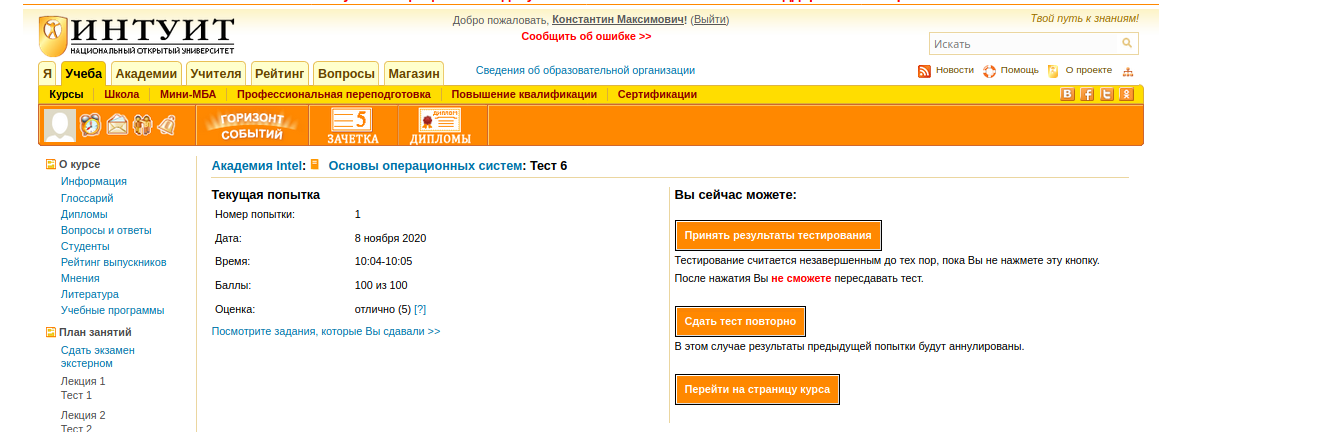 Добро пожаловать, Константин Максимович! (Выйти)
Твой путь к знаниям!
ИНТУИТ
НАЦИОНАЛЬНЫЙ ОТКРЫТЫЙ УНИВЕРСИТЕТ
Сообщить об ошибке >>
Искать
Я Учеба Академии Учителя Рейтинг Вопросы Магазин
Сведения об образовательной организации
Новости Помощь О проекте
Курсы Школа Мини-МБА Профессиональная переподготовка Повышение квалификации Сертификации
ГОРИЗОНТ
СОБЫТИЙ
5
ЗАЧЕТКА
ДИПЛОМ
ДИПЛОМЫ
О курсе
Информация
Глоссарий
Дипломы
Вопросы и ответы
Студенты
Рейтинг выпускников
Мнения
Литература
Учебные программы
План занятий
Сдать экзамен
экстерном
Лекция 1
Тест 1
Лекция 2
Тест 2
Академия Intel: Основы операционных систем: Тест 6
Текущая попытка
Номер попытки: 1
Дата: 8 ноября 2020
Время: 10:04-10:05
Баллы: 100 из 100
Оценка: отлично (5) [?]
Посмотрите задания, которые Вы сдавали >>
Вы сейчас можете:
Принять результаты тестирования
Тестирование считается незавершенным до тех пор, пока Вы не нажмете эту кнопку.
После нажатия Вы не сможете пересдавать тест.
Сдать тест повторно
В этом случае результаты предыдущей попытки будут аннулированы.
Перейти на страницу курса